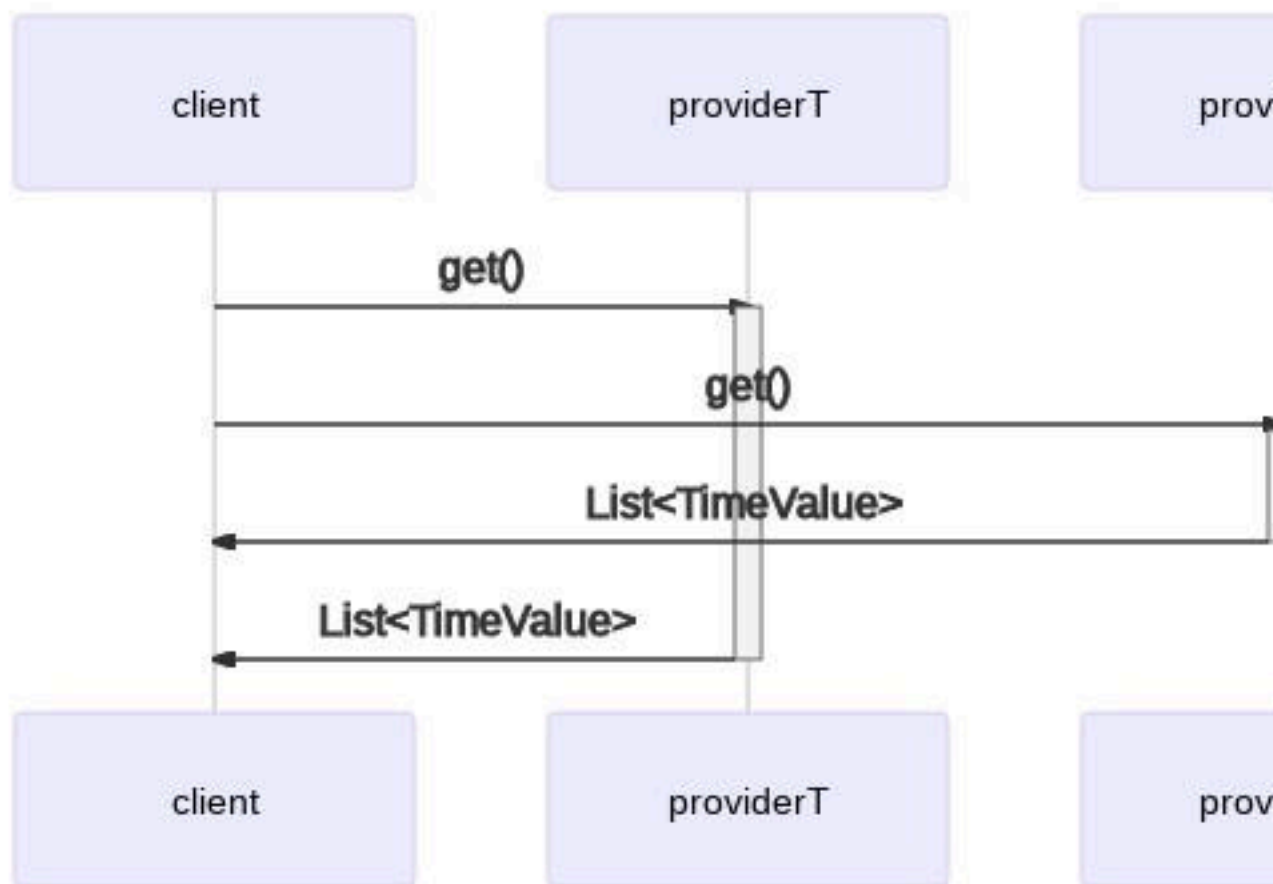 client providerT prov
get()
get()
List<TimeValue>
List<TimeValue>
client providerT prov